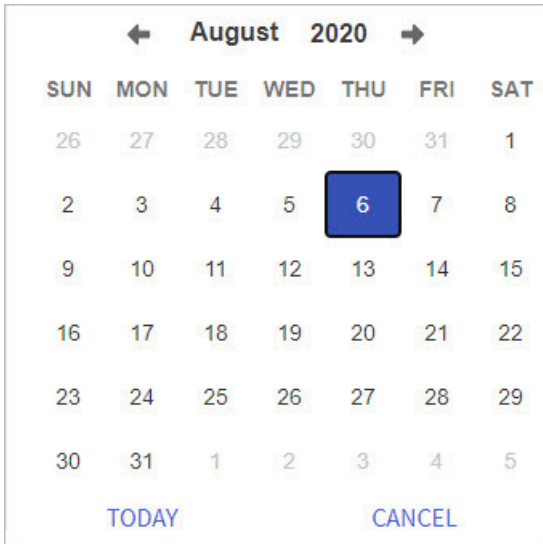 August 2020
SUN MON TUE WED THU FRI SAT
26 27 28 29 30 31 1
2 3 4 5 6 7 8
9 10 11 12 13 14 15
16 17 18 19 20 21 22
23 24 25 26 27 28 29
30 31 1 2 3 4 5
TODAY CANCEL